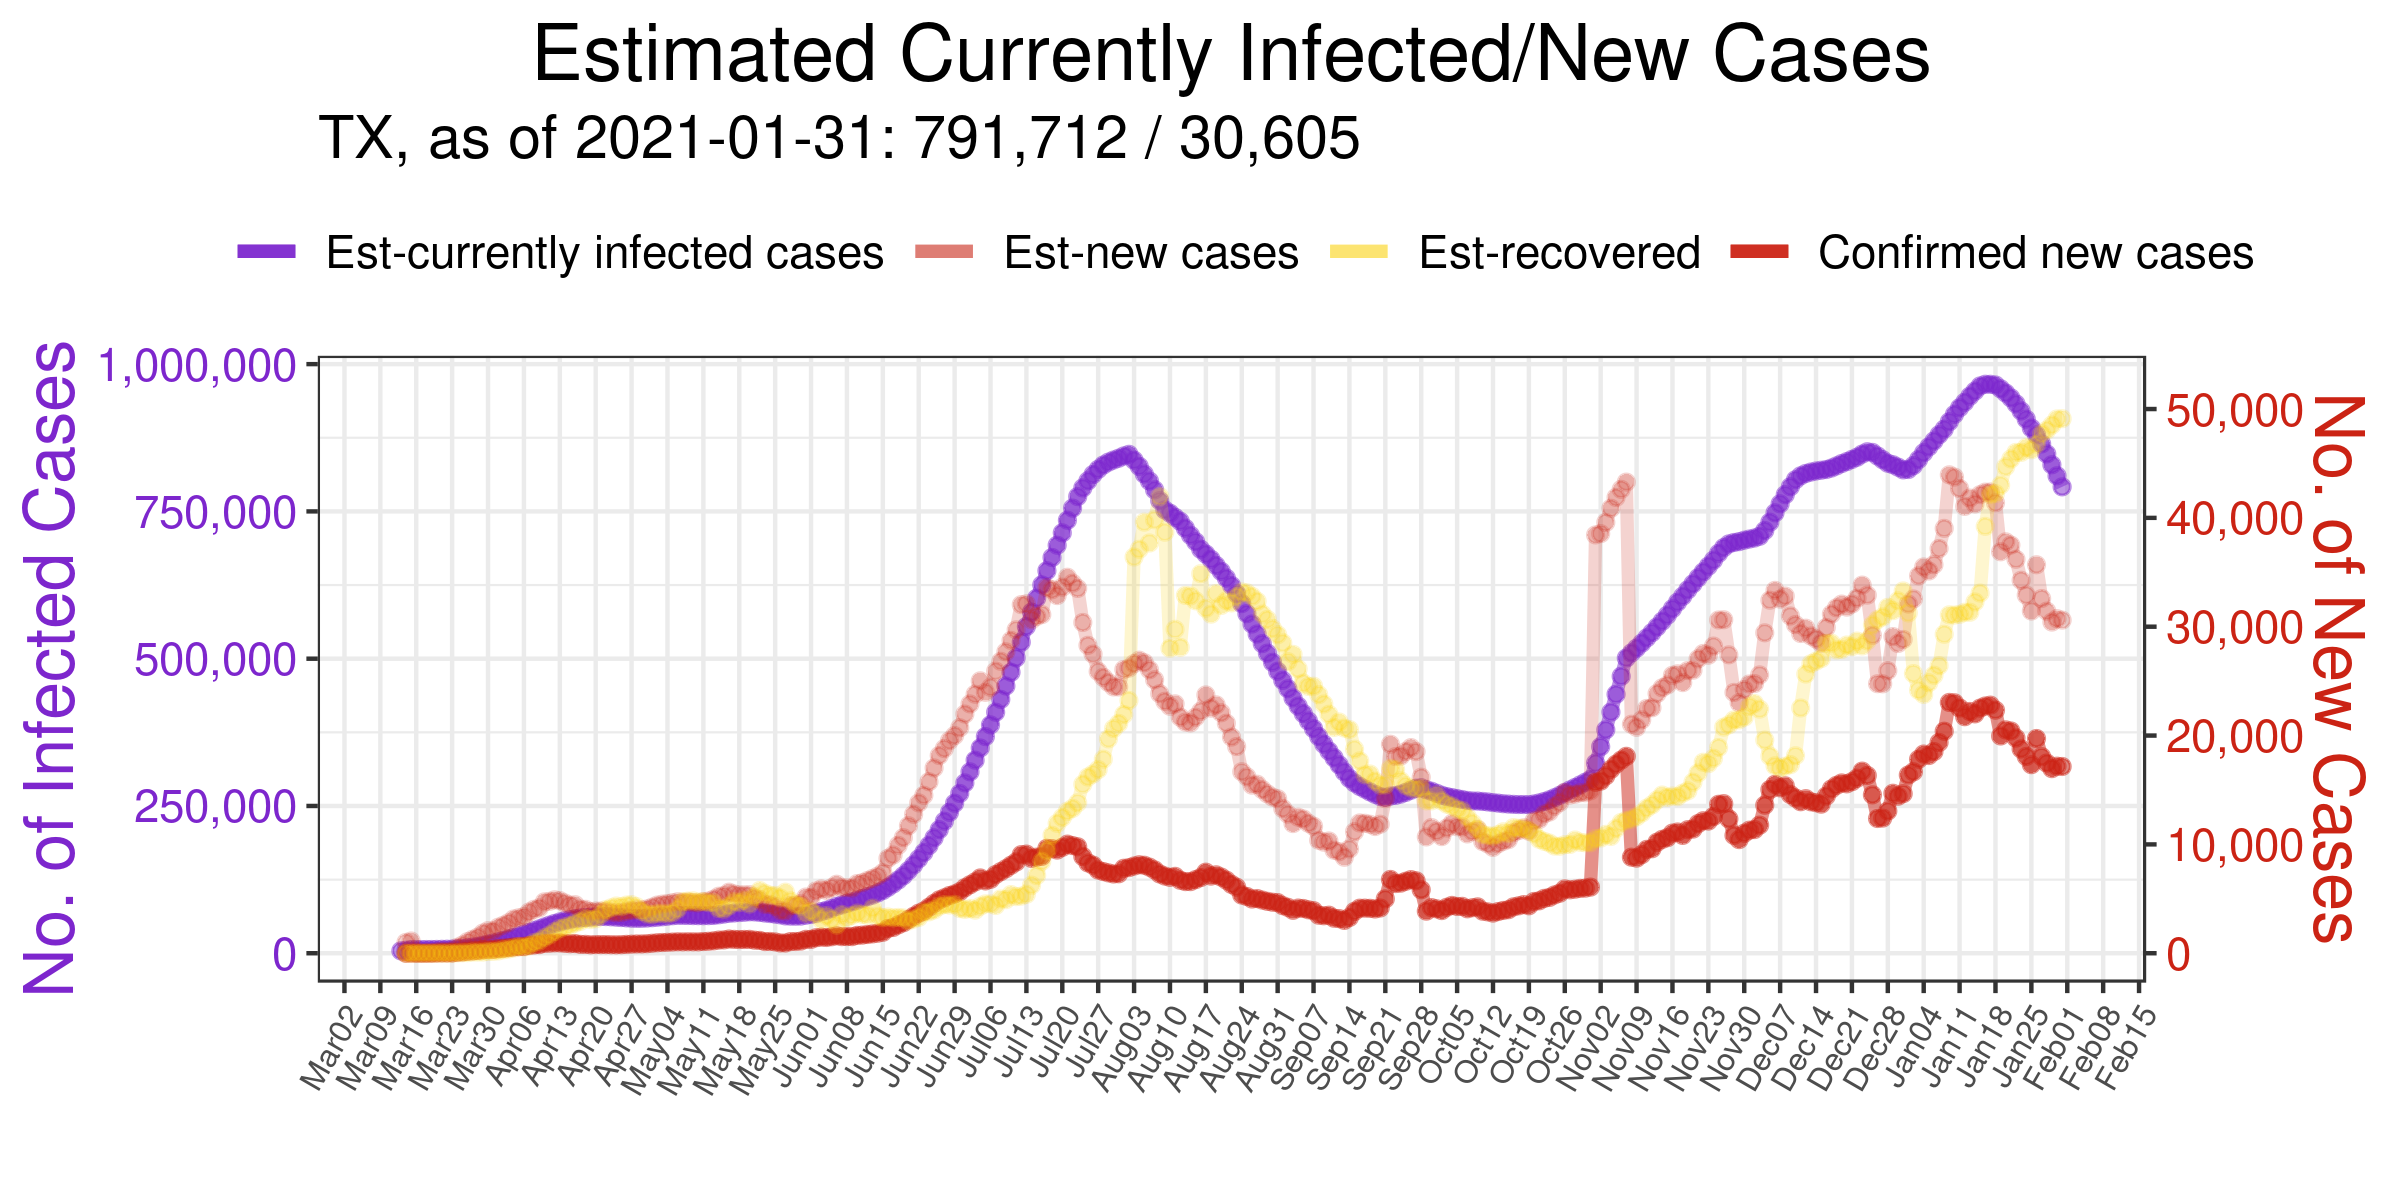 Estimated Currently Infected/New Cases
TX, as of 2021-01-31: 791,712 / 30,605
Est-currently infected cases
Est-new cases
Est-recovered
Confirmed new cases
No. of Infected Cases
1,000,000
750,000
500,000
250,000
0
50,000
40,000
30,000
20,000
10,000
0
No. of New Cases
Mar02
Mar09
Mar16
Mar23
Mar30
Apr06
Apr13
Apr20
Apr27
May04
May11
May18
May25
Jun01
Jun08
Jun15
Jun22
Jun29
Jul06
Jul13
Jul20
Jul27
Aug03
Aug10
Aug17
Aug24
Aug31
Sep07
Sep14
Sep21
Sep28
Oct05
Oct12
Oct19
Oct26
Nov02
Nov09
Nov16
Nov23
Nov30
Dec07
Dec14
Dec21
Dec28
Jan04
Jan11
Jan18
Jan25
Feb01
Feb08
Feb15